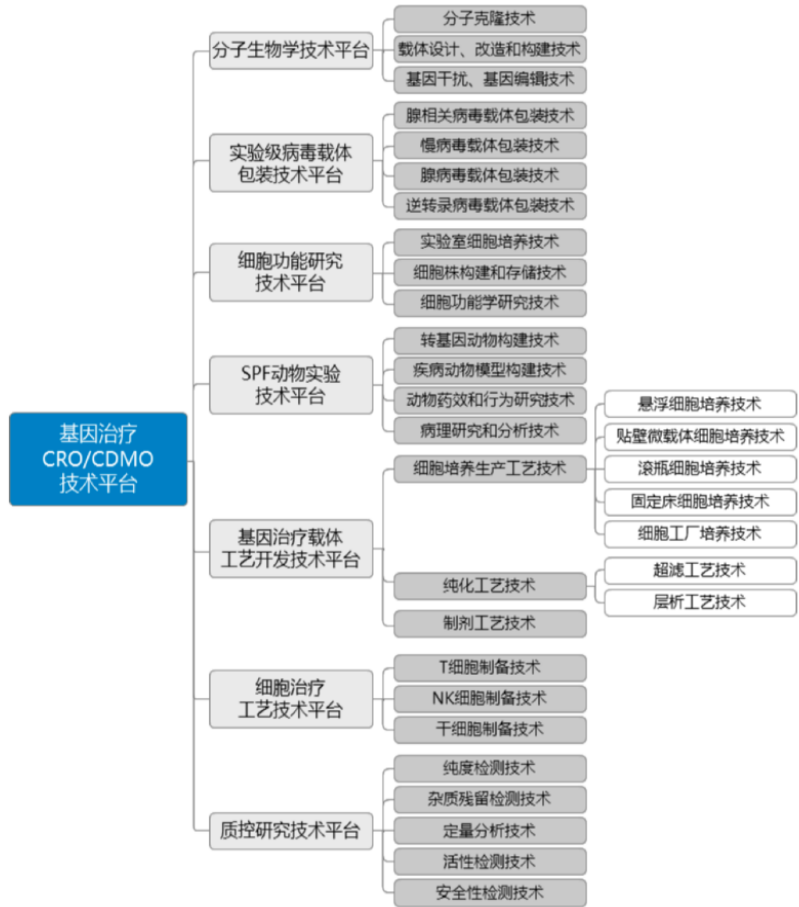 基因治疗
CRO/CDMO
技术平台
分子生物学技术平台
分子克隆技术
载体设计、改造和构建技术
基因干扰、基因编辑技术
实验级病毒载体
包装技术平台
腺相关病毒载体包装技术
慢病毒载体包装技术
腺病毒载体包装技术
逆转录病毒载体包装技术
细胞功能研究
技术平台
实验室细胞培养技术
细胞株构建和存储技术
细胞功能学研究技术
SPF动物实验
技术平台
转基因动物构建技术
疾病动物模型构建技术
动物药效和行为研究技术
病理研究和分析技术
基因治疗载体
工艺开发技术平台
细胞培养生产工艺技术
悬浮细胞培养技术
贴壁微载体细胞培养技术
滚瓶细胞培养技术
固定床细胞培养技术
细胞工厂培养技术
纯化工艺技术
超滤工艺技术
层析工艺技术
制剂工艺技术
细胞治疗
工艺技术平台
T细胞制备技术
NK细胞制备技术
干细胞制备技术
质控研究技术平台
纯度检测技术
杂质残留检测技术
定量分析技术
活性检测技术
安全性检测技术